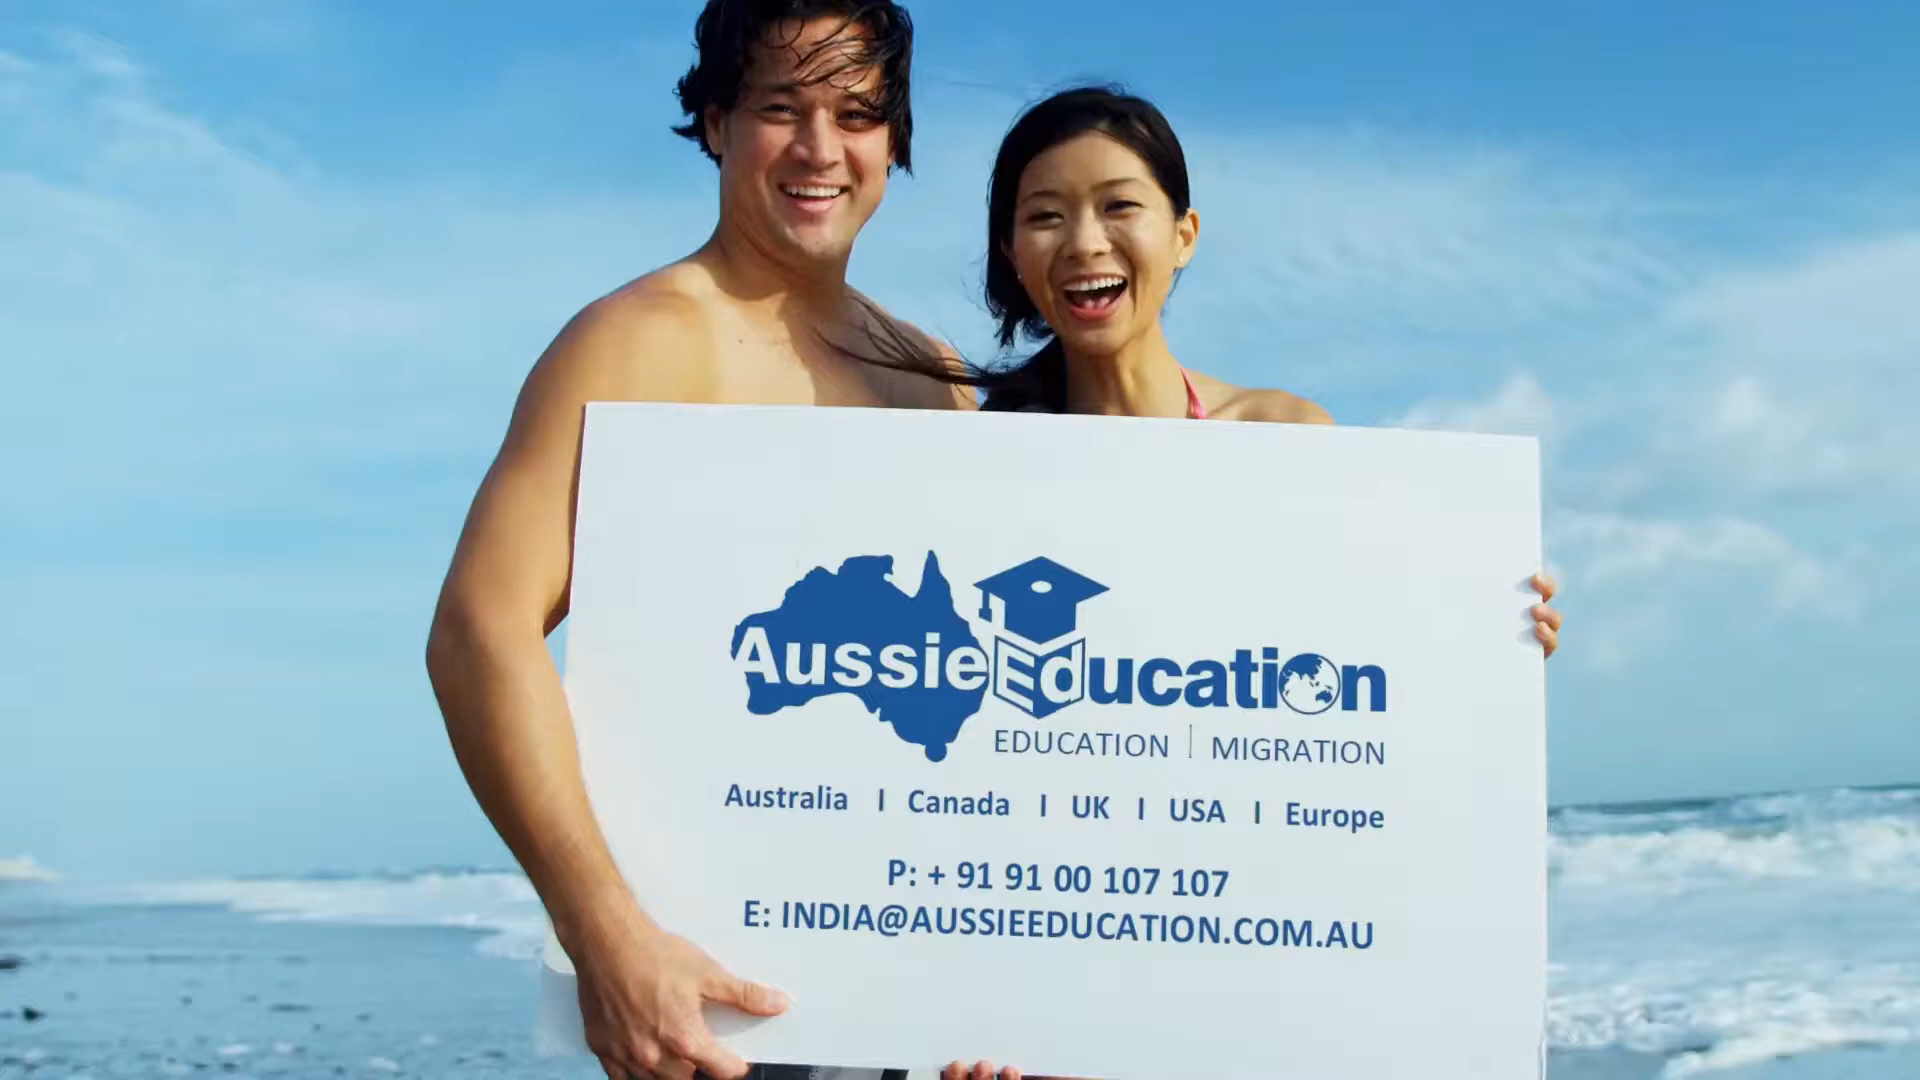 AussieEducation
EDUCATION | MIGRATION
Australia I Canada I UK I USA I Europe
P: + 91 91 00 107 107
E: INDIA@AUSSIEEDUCATION.COM.AU